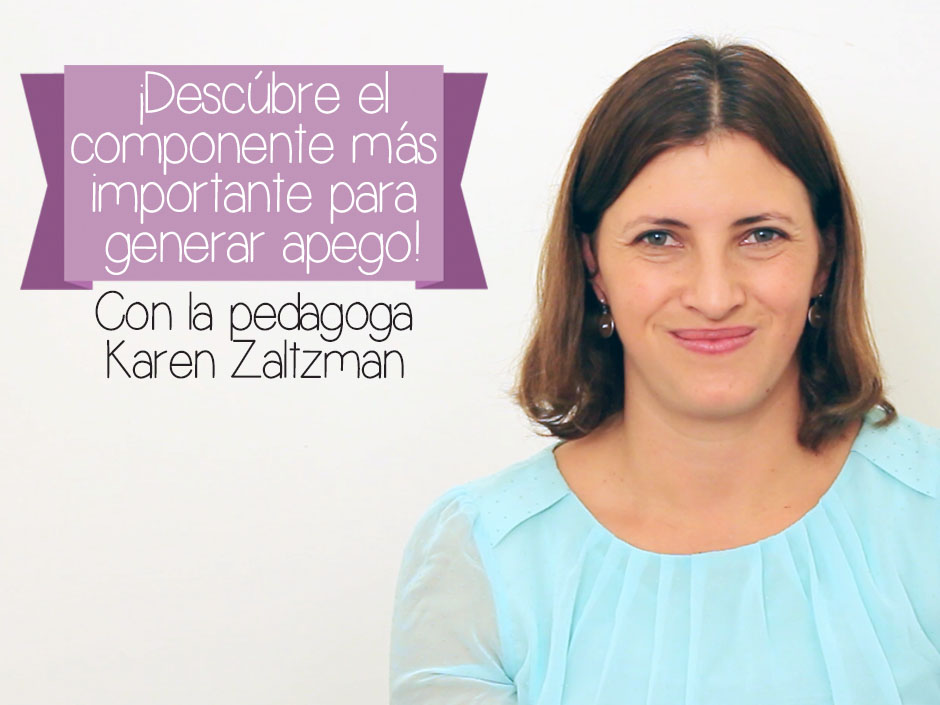 ¡Descúbre el
componente más
importante para
generar apego!
Con la pedagoga
Karen Zaltzman